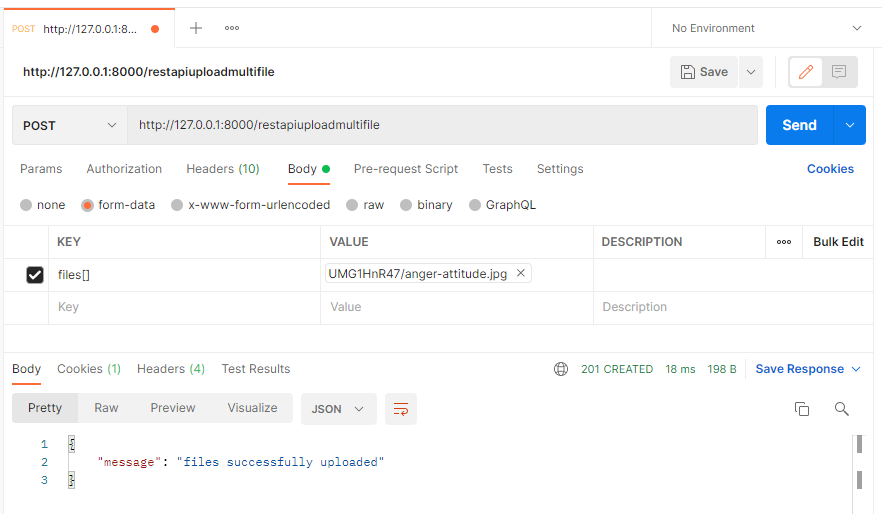 POST http://127.0.0.1:8... No Environment
http://127.0.0.1:8000/restapiuploadmultifile Save
POST http://127.0.0.1:8000/restapiuploadmultifile Send
Params Authorization Headers (10) Body Pre-request Script Tests Settings Cookies
none form-data x-www-form-urlencoded raw binary GraphQL
KEY VALUE DESCRIPTION Bulk Edit
files[] UMG1HnR47/anger-attitude.jpg
Key Value Description
Body Cookies (1) Headers (4) Test Results 201 CREATED 18 ms 198 B Save Response
Pretty Raw Preview Visualize JSON
1 {
2 "message": "files successfully uploaded"
3 }